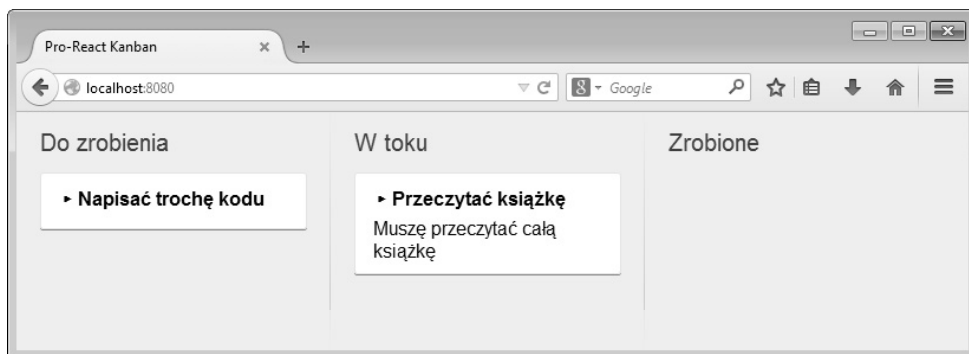 Pro-React Kanban
localhost:8080
8 Google
Do zrobienia
W toku
Zrobione
Napisać trochę kodu
Przeczytać książkę
Muszę przeczytać całą
książkę